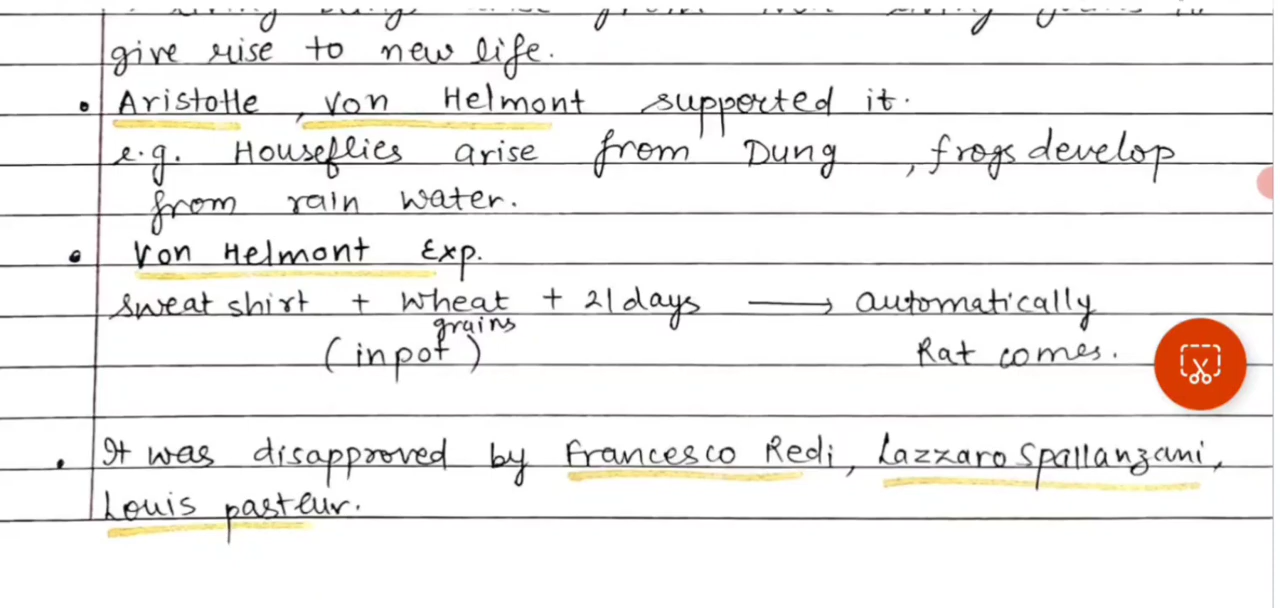 give rise to new life.
• Aristotle, Von Helmont supported it.
e.g. Houseflies arise from Dung, frogs develop
from rain water.
• Von Helmont Exp.
sweat shirt + wheat + 21 days → automatically
grains
(in pot) Rat comes.
• It was disapproved by Francesco Redi, Lazzaro Spallanzani,
Louis pasteur.